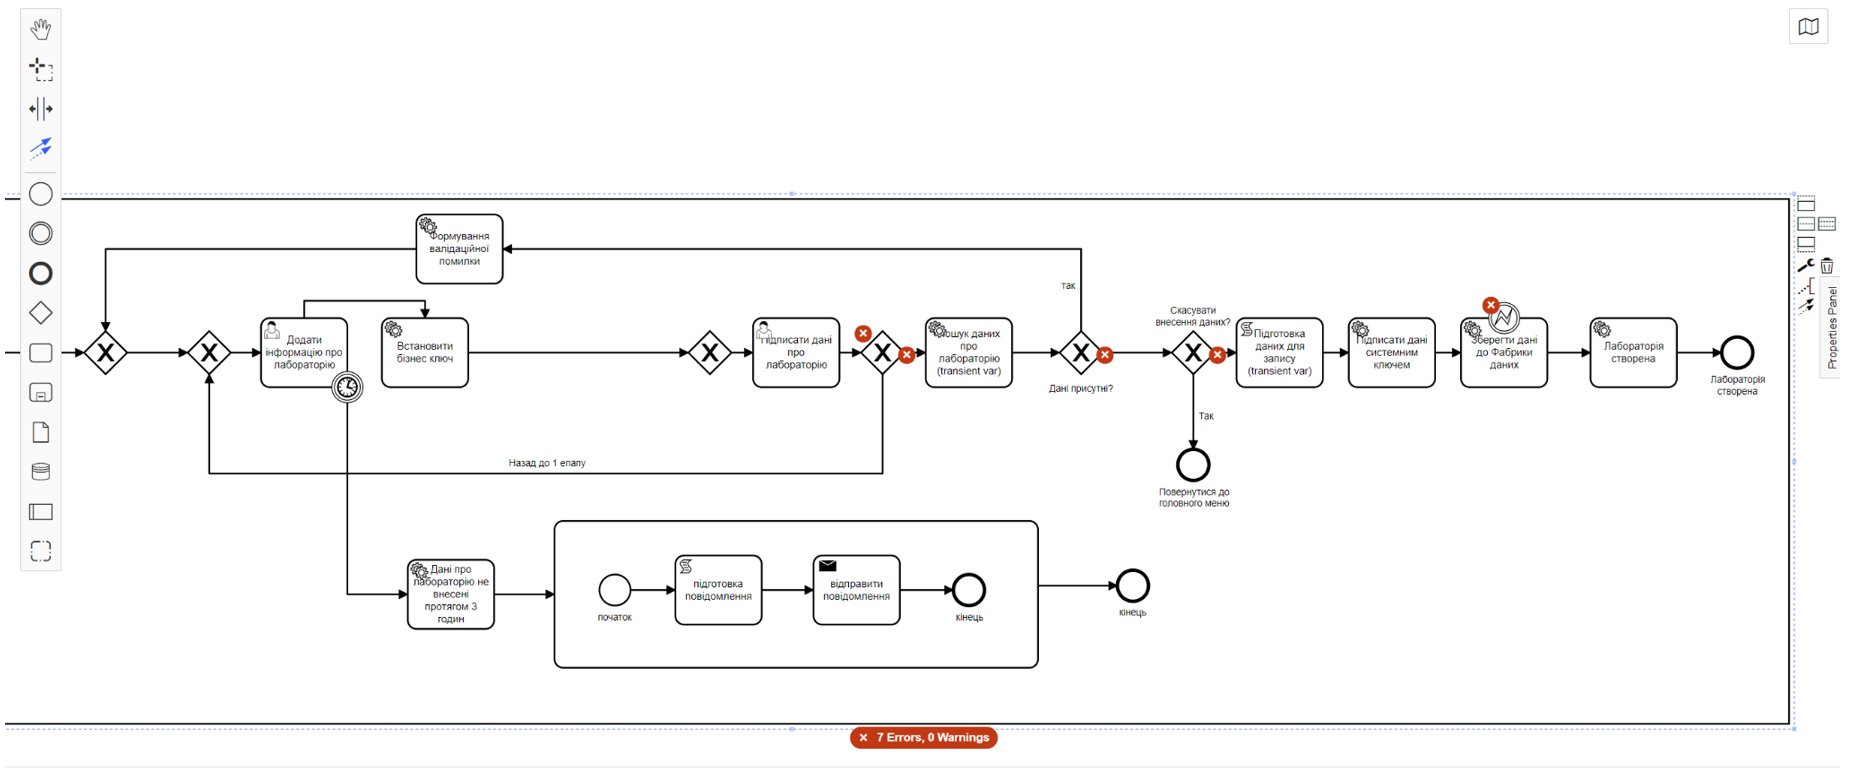 Формування
валідаційної
помилки
так
Скасувати
внесення даних?
Додати
інформацію про
лабораторію
Встановити
бізнес ключ
Підписати дані
про
лабораторію
Пошук даних
про
лабораторію
(transient var)
Дані присутні?
Підготовка
даних для
запису
(transient var)
Підписати дані
системним
ключем
Зберегти дані
до Фабрики
даних
Лабораторія
створена
Лабораторія
створена
Properties Panel
Так
Назад до 1 епапу
Повернутися до
головного меню
Дані про
лабораторію не
внесені
протягом 3
годин
початок
підготовка
повідомлення
відправити
повідомлення
кінець
кінець
7 Errors, 0 Warnings